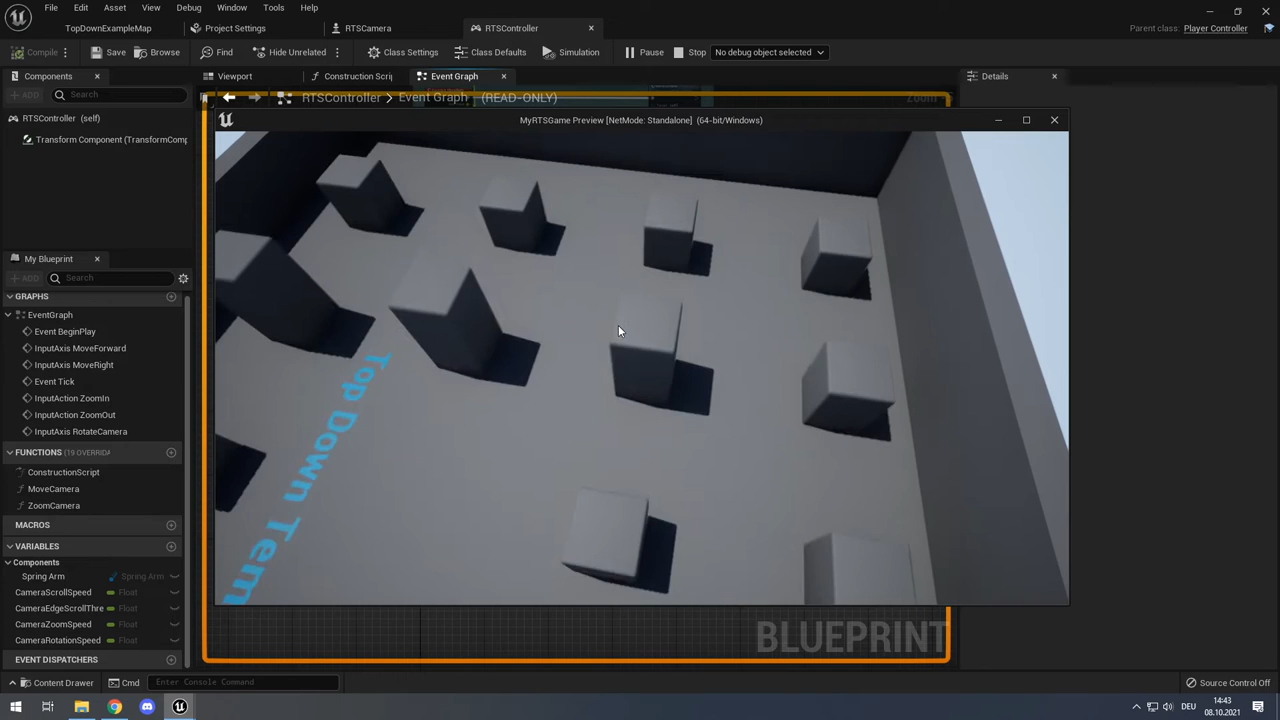 File Edit Asset View Debug Window Tools Help
TopDownExampleMap Project Settings RTSCamera RTSController
Parent class: Player Controller
Compile Save Browse Find Hide Unrelated Class Settings Class Defaults Simulation Pause Stop No debug object selected
Components Viewport Construction Scrip Event Graph Details
ADD Search
RTSController > Event Graph (READ-ONLY) Zoom
RTSController (self)
MyRTSGame Preview [NetMode: Standalone] (64-bit/Windows)
Transform Component (TransformComp
My Blueprint
ADD Search
GRAPHS
EventGraph
Event BeginPlay
InputAxis MoveForward
InputAxis MoveRight
Event Tick
InputAction ZoomIn
InputAction ZoomOut
InputAxis RotateCamera
FUNCTIONS (19 OVERRIDA
ConstructionScript
MoveCamera
ZoomCamera
MACROS
VARIABLES
Components
Spring Arm Spring Arm
CameraScrollSpeed Float
CameraEdgeScrollThre Float
CameraZoomSpeed Float
CameraRotationSpeed Float
EVENT DISPATCHERS
Top Down Tem
BLUEPRINT
Content Drawer Cmd Enter Console Command Source Control Off
DEU 14:43
08.10.2021